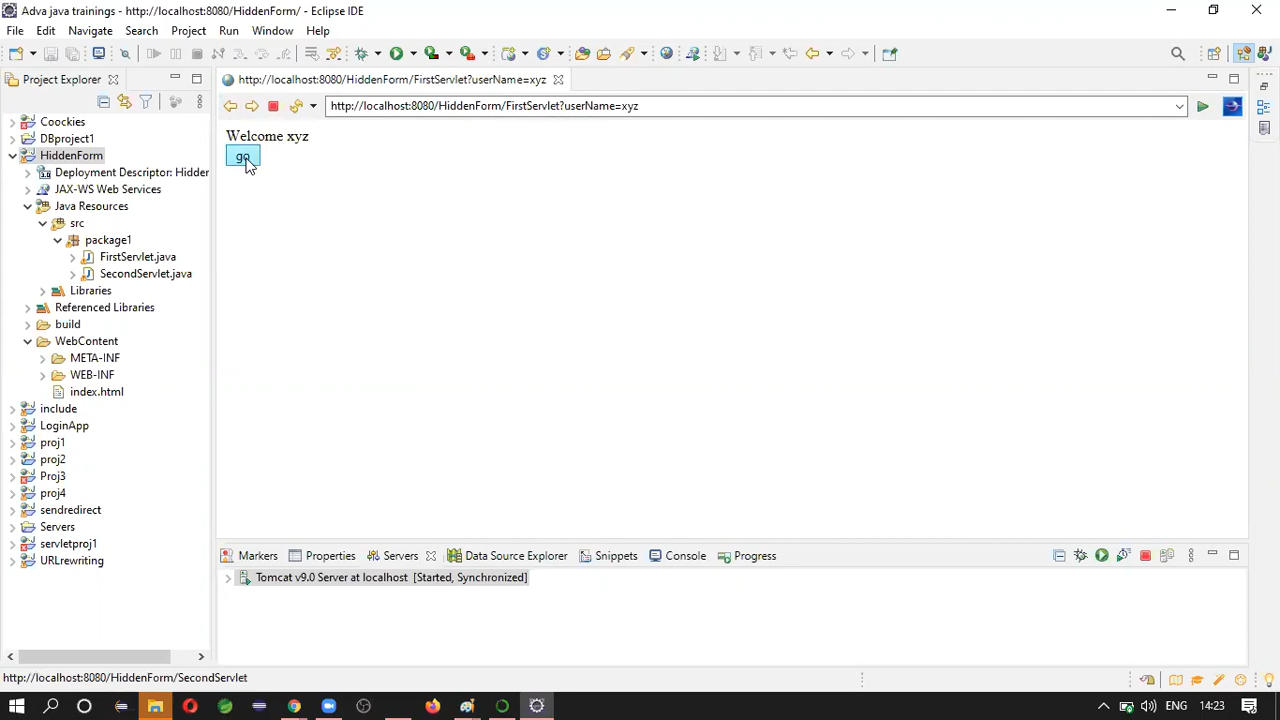 Adva java trainings - http://localhost:8080/HiddenForm/ - Eclipse IDE
File Edit Navigate Search Project Run Window Help
Project Explorer
http://localhost:8080/HiddenForm/FirstServlet?userName=xyz
http://localhost:8080/HiddenForm/FirstServlet?userName=xyz
Coockies
DBproject1
HiddenForm
Deployment Descriptor: Hidder
JAX-WS Web Services
Java Resources
src
package1
FirstServlet.java
SecondServlet.java
Libraries
Referenced Libraries
build
WebContent
META-INF
WEB-INF
index.html
include
LoginApp
proj1
proj2
Proj3
proj4
sendredirect
Servers
servletproj1
URLrewriting
Welcome xyz
go
Markers Properties Servers Data Source Explorer Snippets Console Progress
Tomcat v9.0 Server at localhost [Started, Synchronized]
http://localhost:8080/HiddenForm/SecondServlet
ENG 14:23